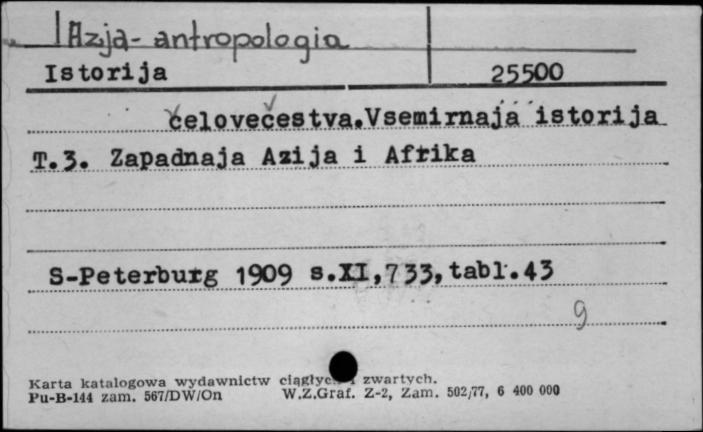 Azja - antropologia
Istorija 25500
čelovečestva. Vsemirnaja istorija
T.3. Zapadnaja Azija i Afrika
S-Peterburg 1909 s.XI,733, tabl.43
9
Karta katalogowa wydawnictw i zwartych.
Pu-B-144 zam. 567/DW/On W.Z.Graf. Z-2, Zam. 502/77, 6 400 000